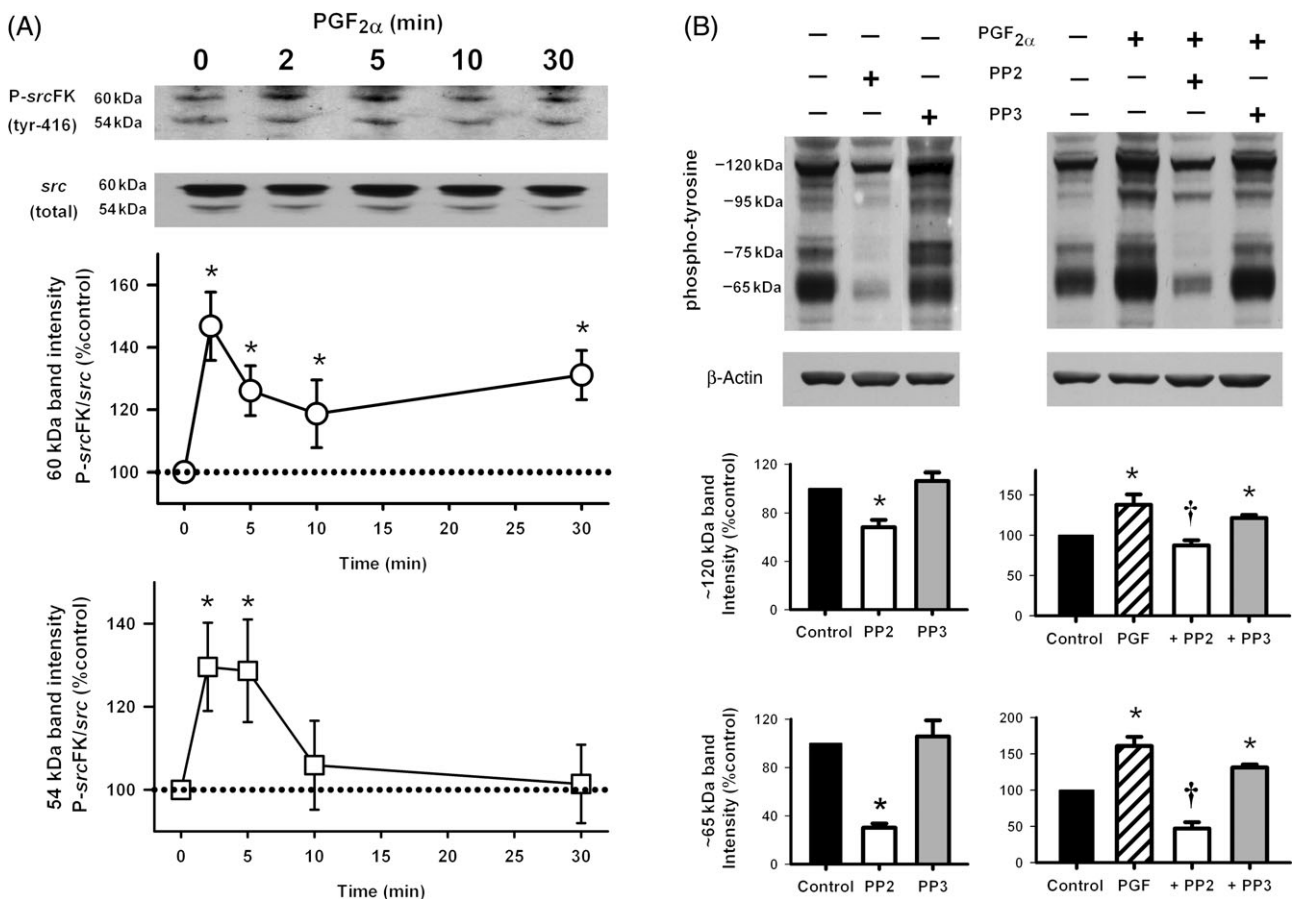 (A)
PGF2α (min)
0 2 5 10 30
P-srcFK 60 kDa
(tyr-416) 54 kDa
src 60 kDa
(total) 54 kDa
60 kDa band intensity
P-srcFK/src (%control)
160
140
120
100
* * * *
0 5 10 15 20 25 30
Time (min)
54 kDa band intensity
P-srcFK/src (%control)
140
120
100
* *
0 5 10 15 20 25 30
Time (min)
(B)
– – – PGF2α – + + +
– + – PP2 – – + –
– – + PP3 – – – +
phospho-tyrosine
–120 kDa
–95 kDa
–75 kDa
–65 kDa
β-Actin
~120 kDa band
Intensity (%control)
120
80
40
0
*
Control PP2 PP3
150
100
50
0
* † *
Control PGF + PP2 + PP3
~65 kDa band
Intensity (%control)
120
90
60
30
0
*
Control PP2 PP3
200
150
100
50
0
* † *
Control PGF + PP2 + PP3